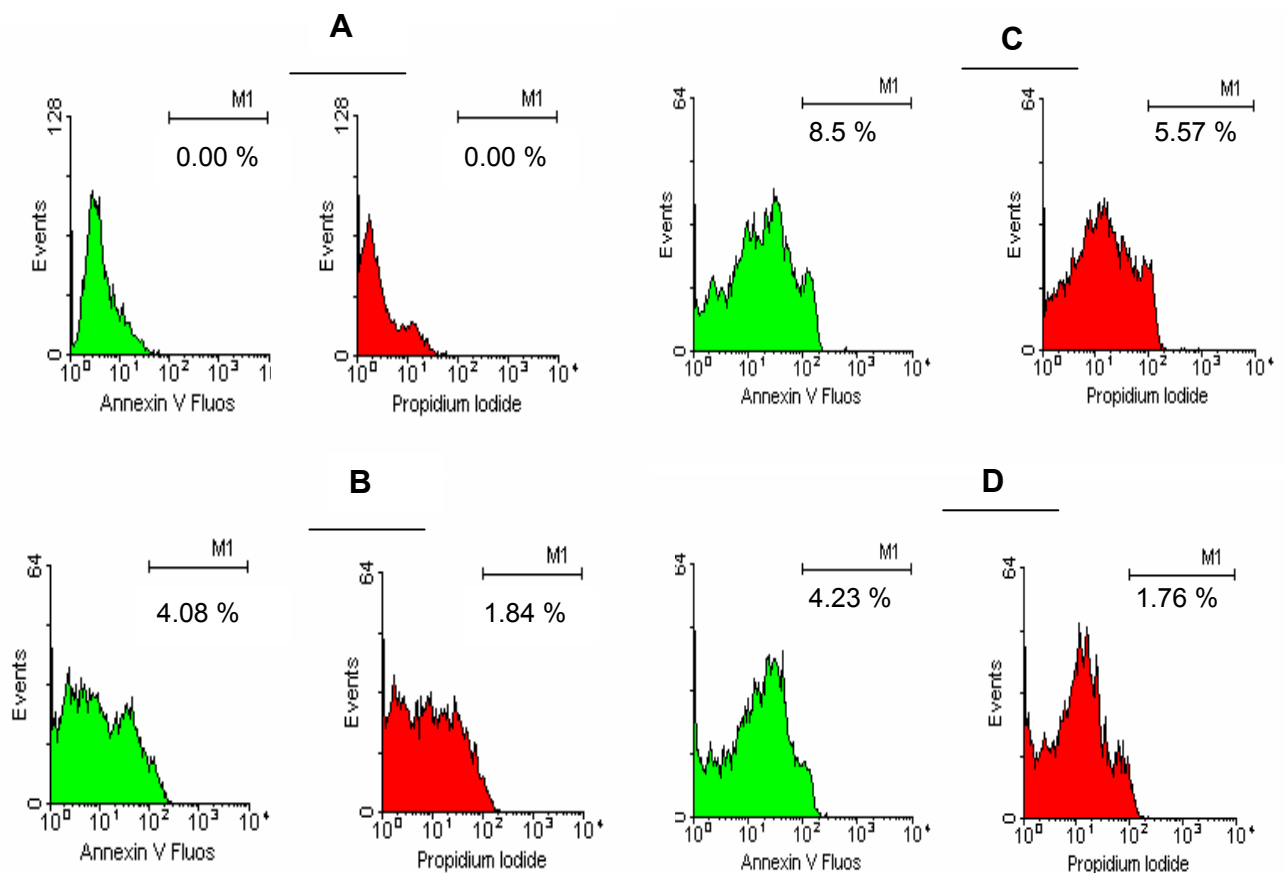 A
128
Events
0
M1
0.00 %
10⁰ 10¹ 10² 10³ 1
Annexin V Fluos
128
Events
0
M1
0.00 %
10⁰ 10¹ 10² 10³ 10⁴
Propidium Iodide
C
64
Events
0
M1
8.5 %
10⁰ 10¹ 10² 10³ 10⁴
Annexin V Fluos
64
Events
0
M1
5.57 %
10⁰ 10¹ 10² 10³ 10⁴
Propidium Iodide
B
64
Events
0
M1
4.08 %
10⁰ 10¹ 10² 10³ 10⁴
Annexin V Fluos
64
Events
0
M1
1.84 %
10⁰ 10¹ 10² 10³ 10⁴
Propidium Iodide
D
64
Events
0
M1
4.23 %
10⁰ 10¹ 10² 10³ 10⁴
Annexin V Fluos
64
Events
0
M1
1.76 %
10⁰ 10¹ 10² 10³ 10⁴
Propidium Iodide